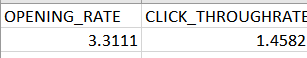 OPENING_RATE CLICK_THROUGHRATE
3.3111 1.4582